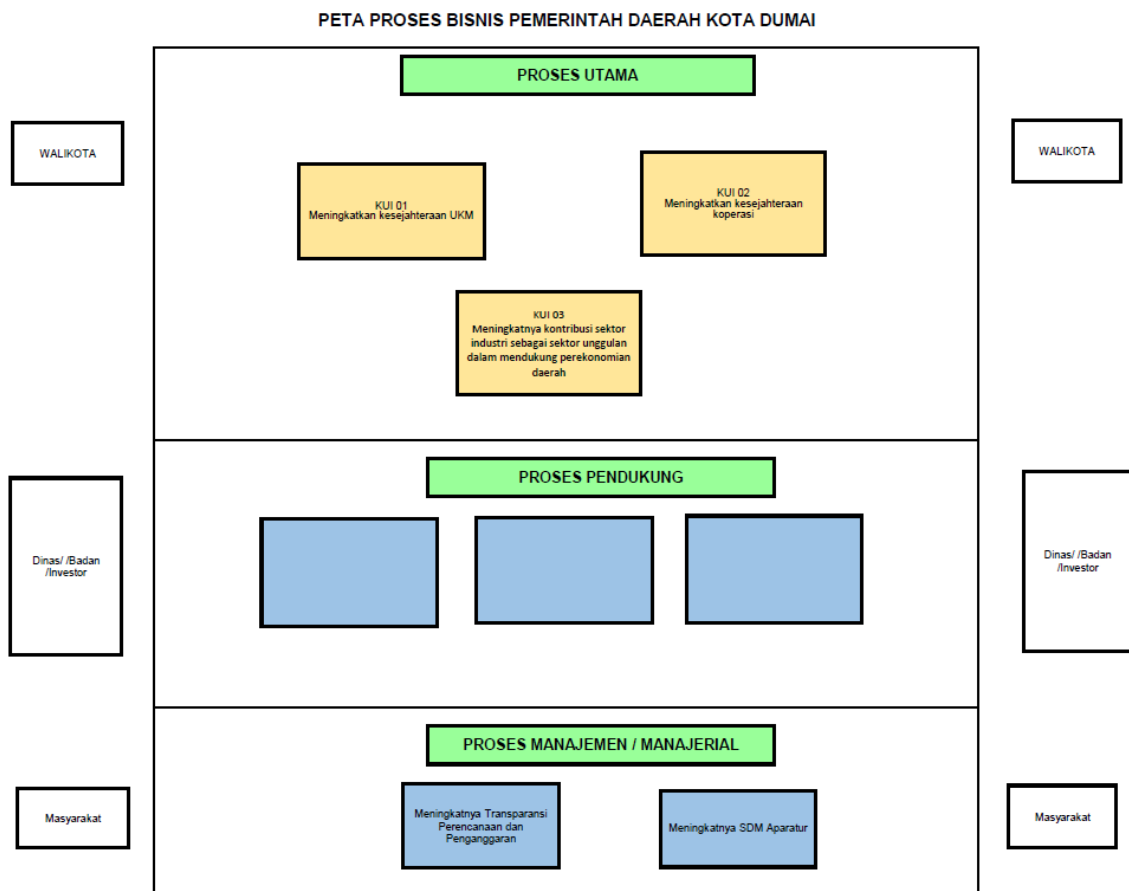 PETA PROSES BISNIS PEMERINTAH DAERAH KOTA DUMAI
PROSES UTAMA
WALIKOTA
WALIKOTA
KUI 01
Meningkatkan kesejahteraan UKM
KUI 02
Meningkatkan kesejahteraan
koperasi
KUI 03
Meningkatnya kontribusi sektor
industri sebagai sektor unggulan
dalam mendukung perekonomian
daerah
PROSES PENDUKUNG
Dinas/ /Badan
/Investor
Dinas/ /Badan
/Investor
PROSES MANAJEMEN / MANAJERIAL
Masyarakat
Meningkatnya Transparansi
Perencanaan dan
Penganggaran
Meningkatnya SDM Aparatur
Masyarakat